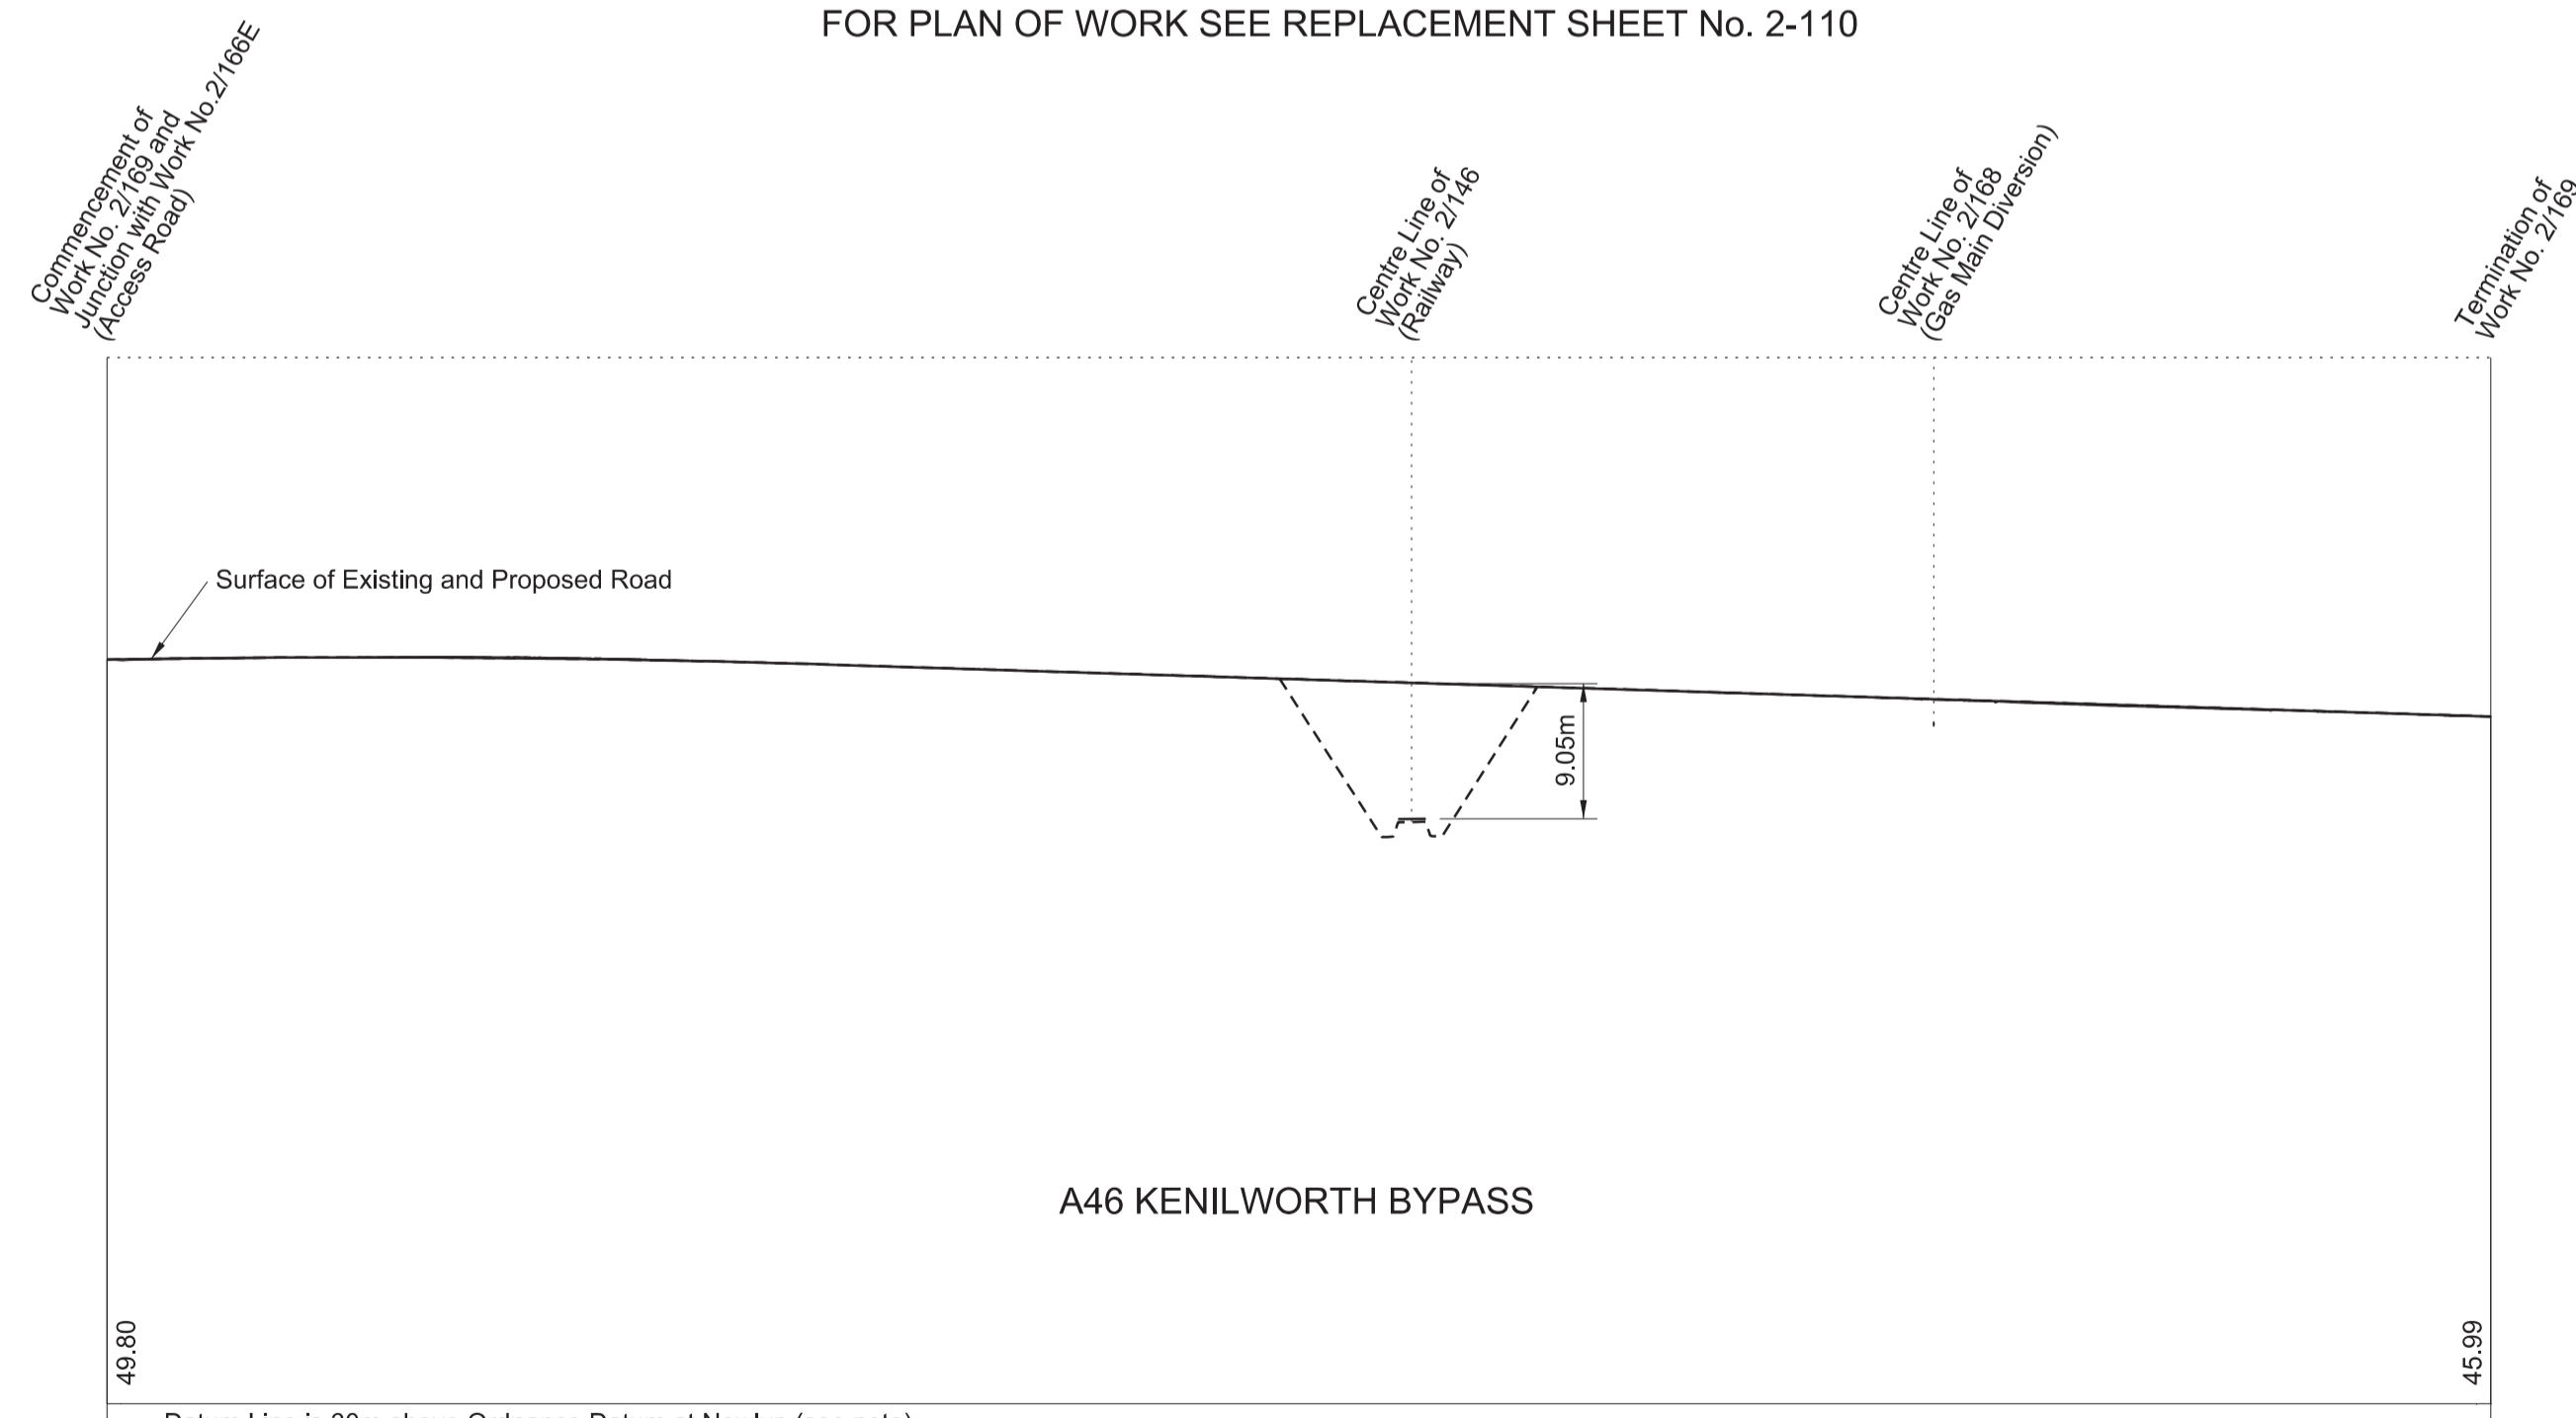 FOR PLAN OF WORK SEE REPLACEMENT SHEET No. 2-110
Commencement of
Work No. 2/169 and
Junction with Work No.2/166E
(Access Road)
Centre Line of
Work No. 2/146
(Railway)
Centre Line of
Work No. 2/168
(Gas Main Diversion)
Termination of
Work No. 2/169
Surface of Existing and Proposed Road
9.05m
A46 KENILWORTH BYPASS
49.80
45.99